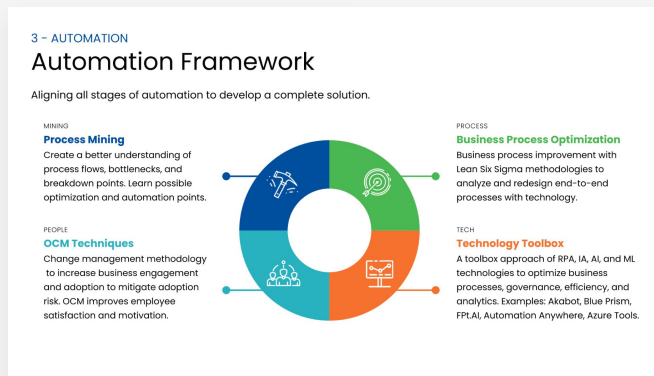 3 - AUTOMATION
Automation Framework
Aligning all stages of automation to develop a complete solution.
MINING
Process Mining
Create a better understanding of
process flows, bottlenecks, and
breakdown points. Learn possible
optimization and automation points.
PROCESS
Business Process Optimization
Business process improvement with
Lean Six Sigma methodologies to
analyze and redesign end-to-end
processes with technology.
PEOPLE
OCM Techniques
Change management methodology
to increase business engagement
and adoption to mitigate adoption
risk. OCM improves employee
satisfaction and motivation.
TECH
Technology Toolbox
A toolbox approach of RPA, IA, AI, and ML
technologies to optimize business
processes, governance, efficiency, and
analytics. Examples: Akabot, Blue Prism,
FPt.AI, Automation Anywhere, Azure Tools.